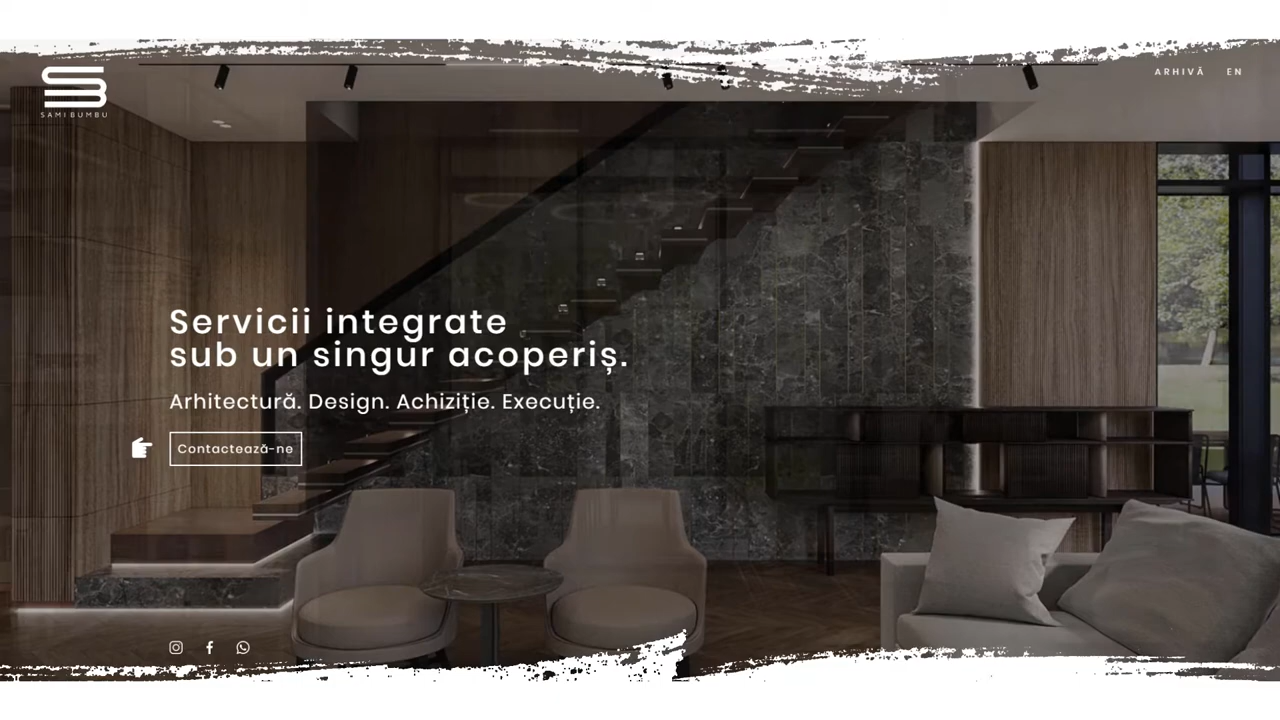 SAMI BUMBU
ARHIVĂ EN
Servicii integrate
sub un singur acoperiș.
Arhitectură. Design. Achiziție. Execuție.
Contactează-ne